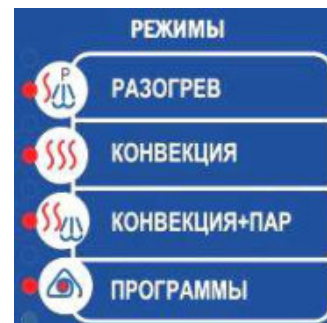 РЕЖИМЫ
Р
РАЗОГРЕВ
КОНВЕКЦИЯ
КОНВЕКЦИЯ+ПАР
ПРОГРАММЫ